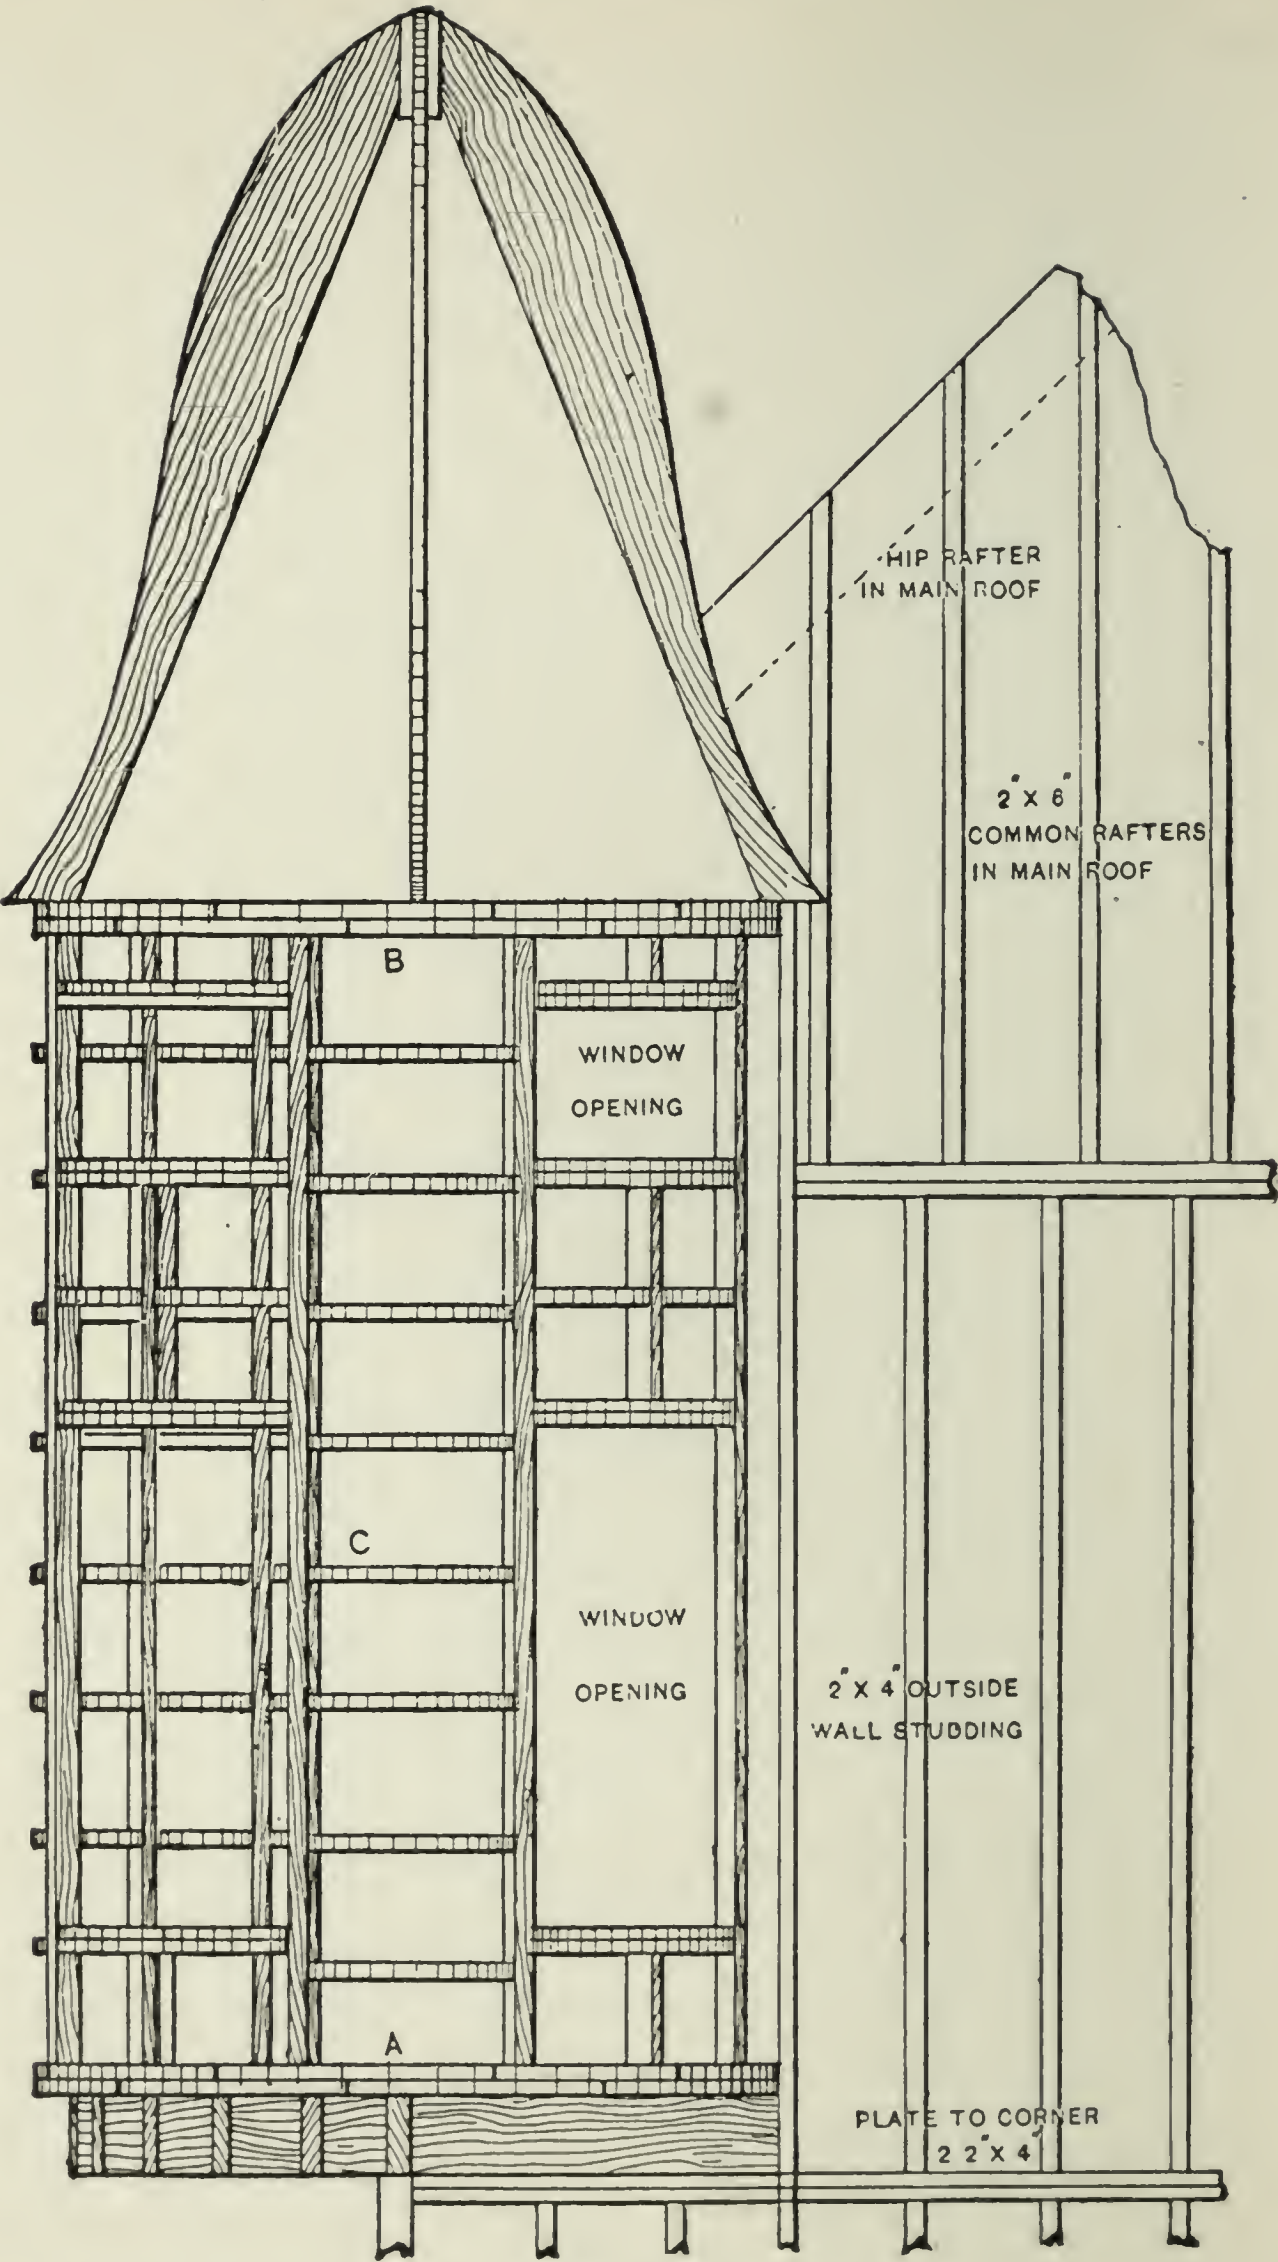 HIP RAFTER
IN MAIN ROOF
2" X 6"
COMMON RAFTERS
IN MAIN ROOF
B
WINDOW
OPENING
C
WINDOW
OPENING
2" X 4" OUTSIDE
WALL STUDDING
A
PLATE TO CORNER
2 2" X 4"